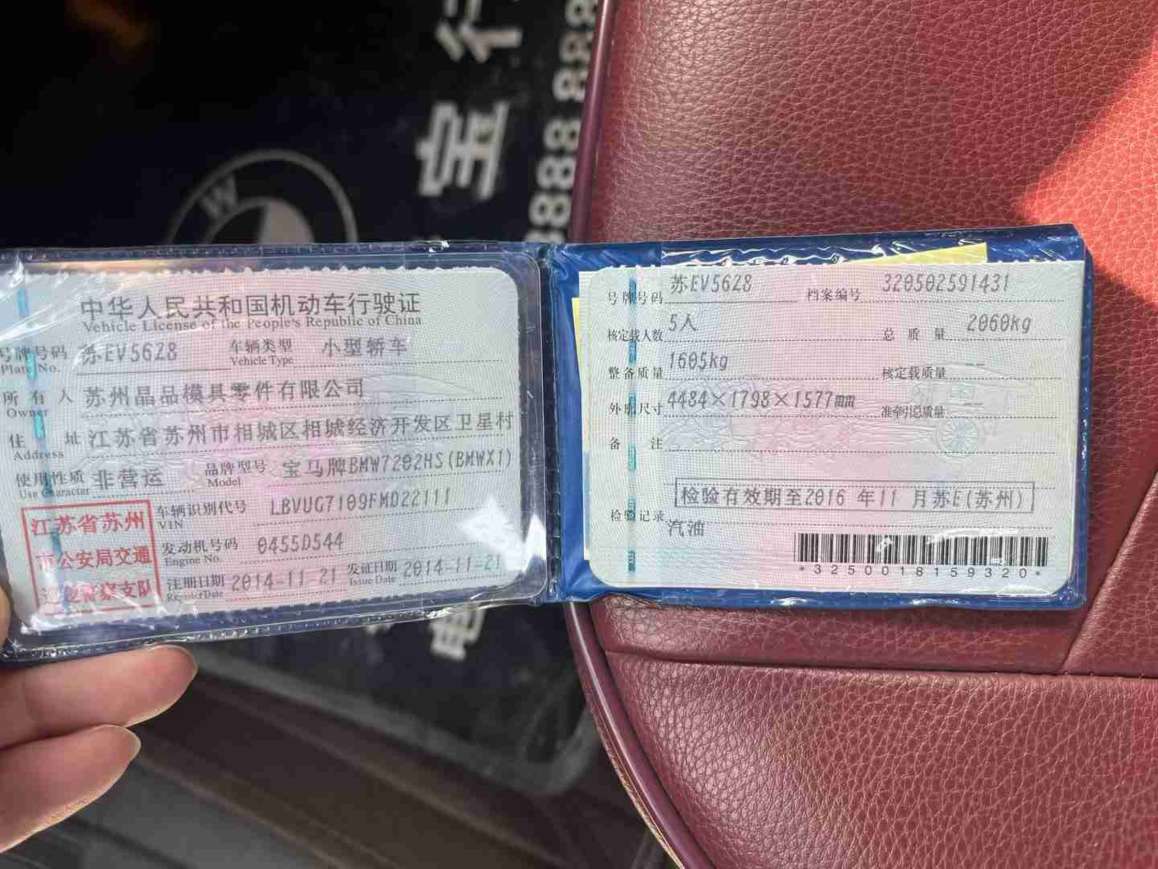 宝行
888 888
W
中华人民共和国机动车行驶证
Vehicle License of the People's Republic of China
号牌号码 苏EV5628 车辆类型 小型轿车
Plate No. Vehicle Type
所有人 苏州晶品模具零件有限公司
Owner
住址 江苏省苏州市相城区相城经济开发区卫星村
Address
使用性质 非营运 品牌型号 宝马牌BMW7202HS(BMWX1)
Use Character Model
江苏省苏州市公安局交通巡逻警察支队
车辆识别代号 LBVUG7109FMD22111
VIN
发动机号码 0455D544
Engine No.
注册日期 2014-11-21 发证日期 2014-11-21
Register Date Issue Date
号牌号码 苏EV5628 档案编号 320502591431
核定载人数 5人 总质量 2060kg
整备质量 1605kg 核定载质量 --
外廓尺寸 4484×1798×1577mm 准牵引总质量 --
备注
检验有效期至2016年11月苏E(苏州)
检验记录
汽油
*3250018159320*
电